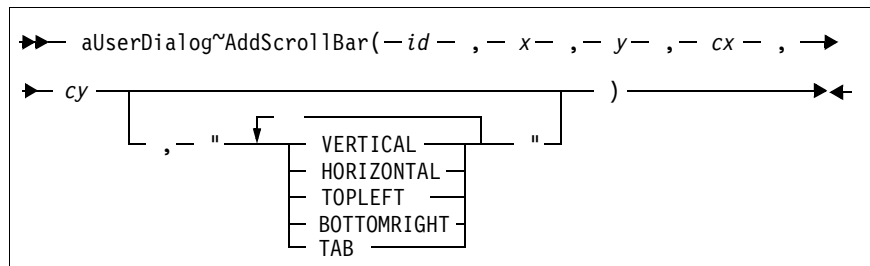 aUserDialog~AddScrollBar( id , x , y , cx ,
cy )
, " VERTICAL "
HORIZONTAL
TOPLEFT
BOTTOMRIGHT
TAB